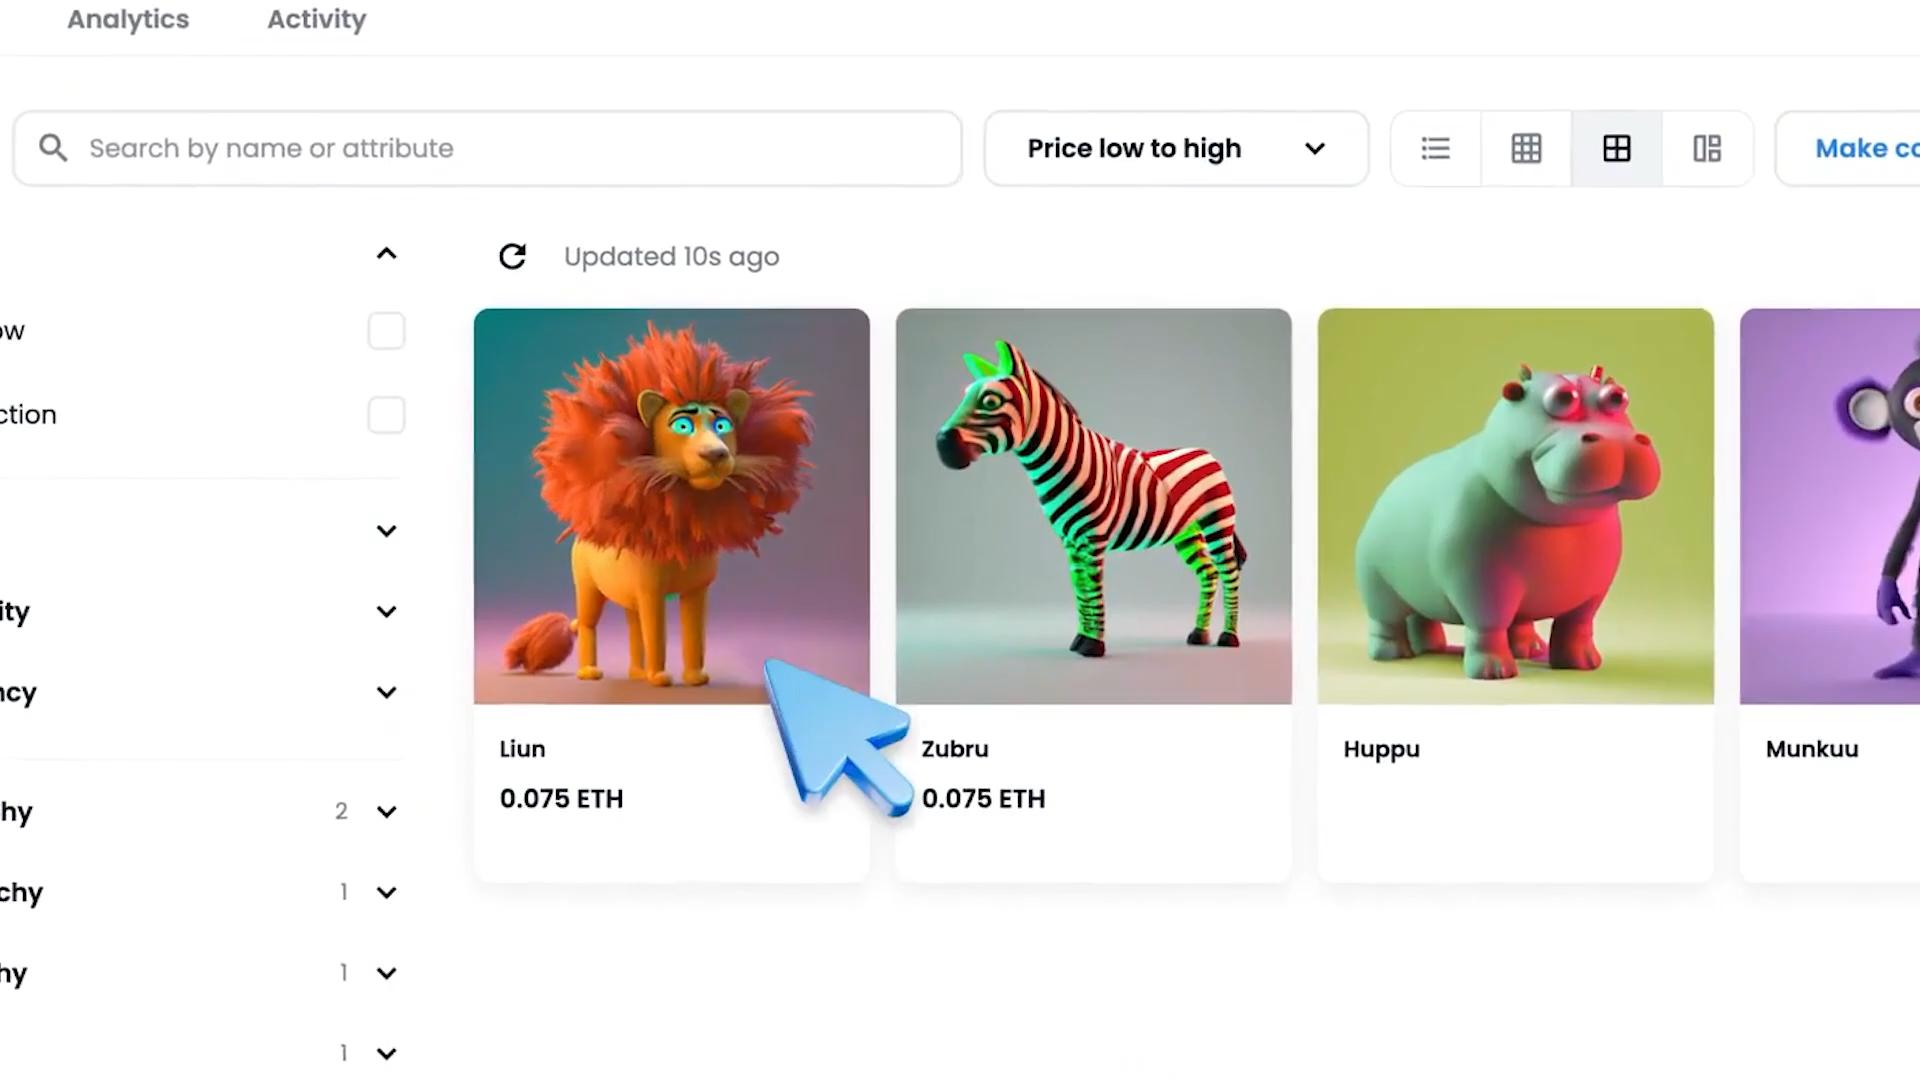 Analytics Activity
Search by name or attribute
Price low to high
Make co
Updated 10s ago
ow
ction
ity
ncy
hy 2
chy 1
hy 1
1
Liun
0.075 ETH
Zubru
0.075 ETH
Huppu
Munkuu